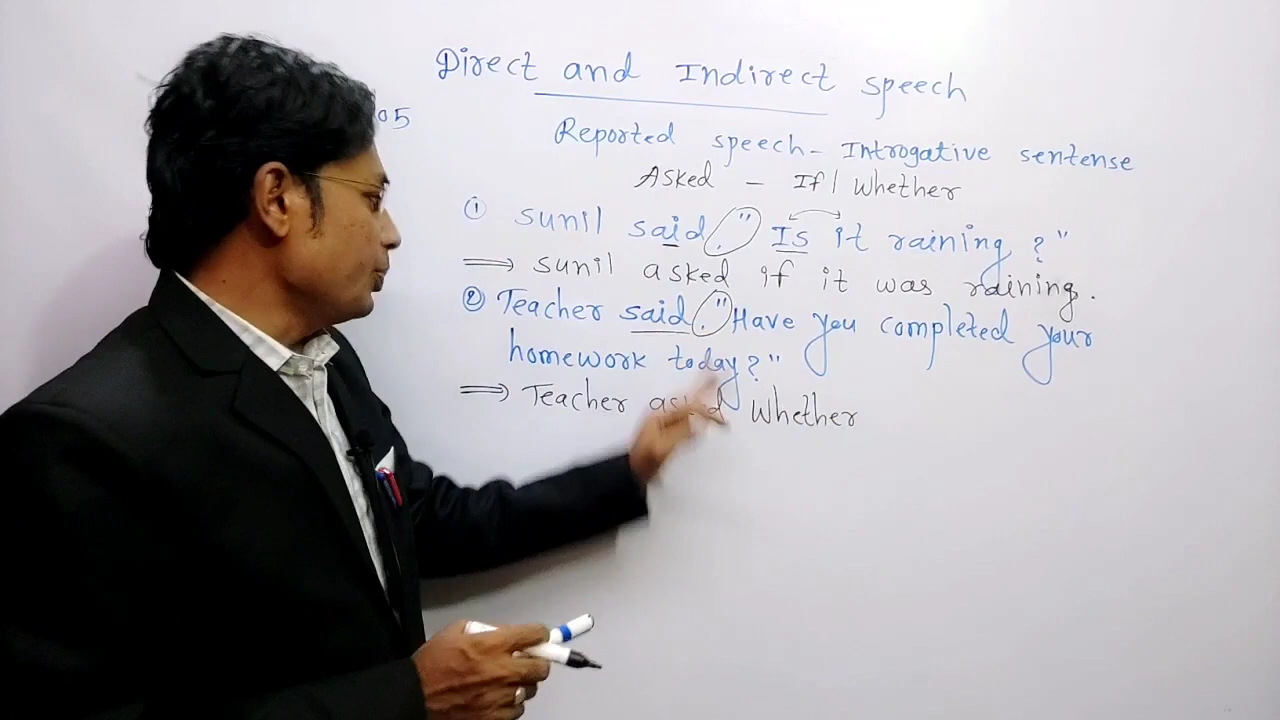 Direct and Indirect speech
05
Reported speech - Introgative sentense
Asked - If / Whether
① Sunil said, " Is it raining ? "
⟹ Sunil asked if it was raining.
② Teacher said, "Have you completed your
homework today ? "
⟹ Teacher asked Whether